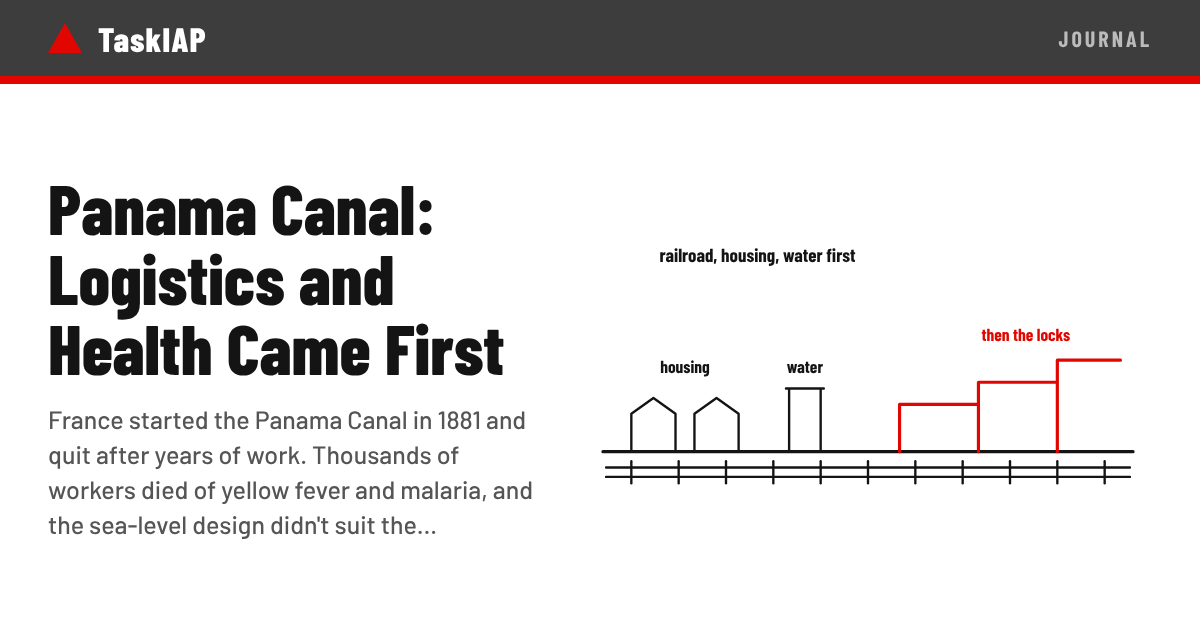 TaskIAP
JOURNAL
Panama Canal:
Logistics and
Health Came First
France started the Panama Canal in 1881 and
quit after years of work. Thousands of
workers died of yellow fever and malaria, and
the sea-level design didn't suit the...
railroad, housing, water first
then the locks
housing
water